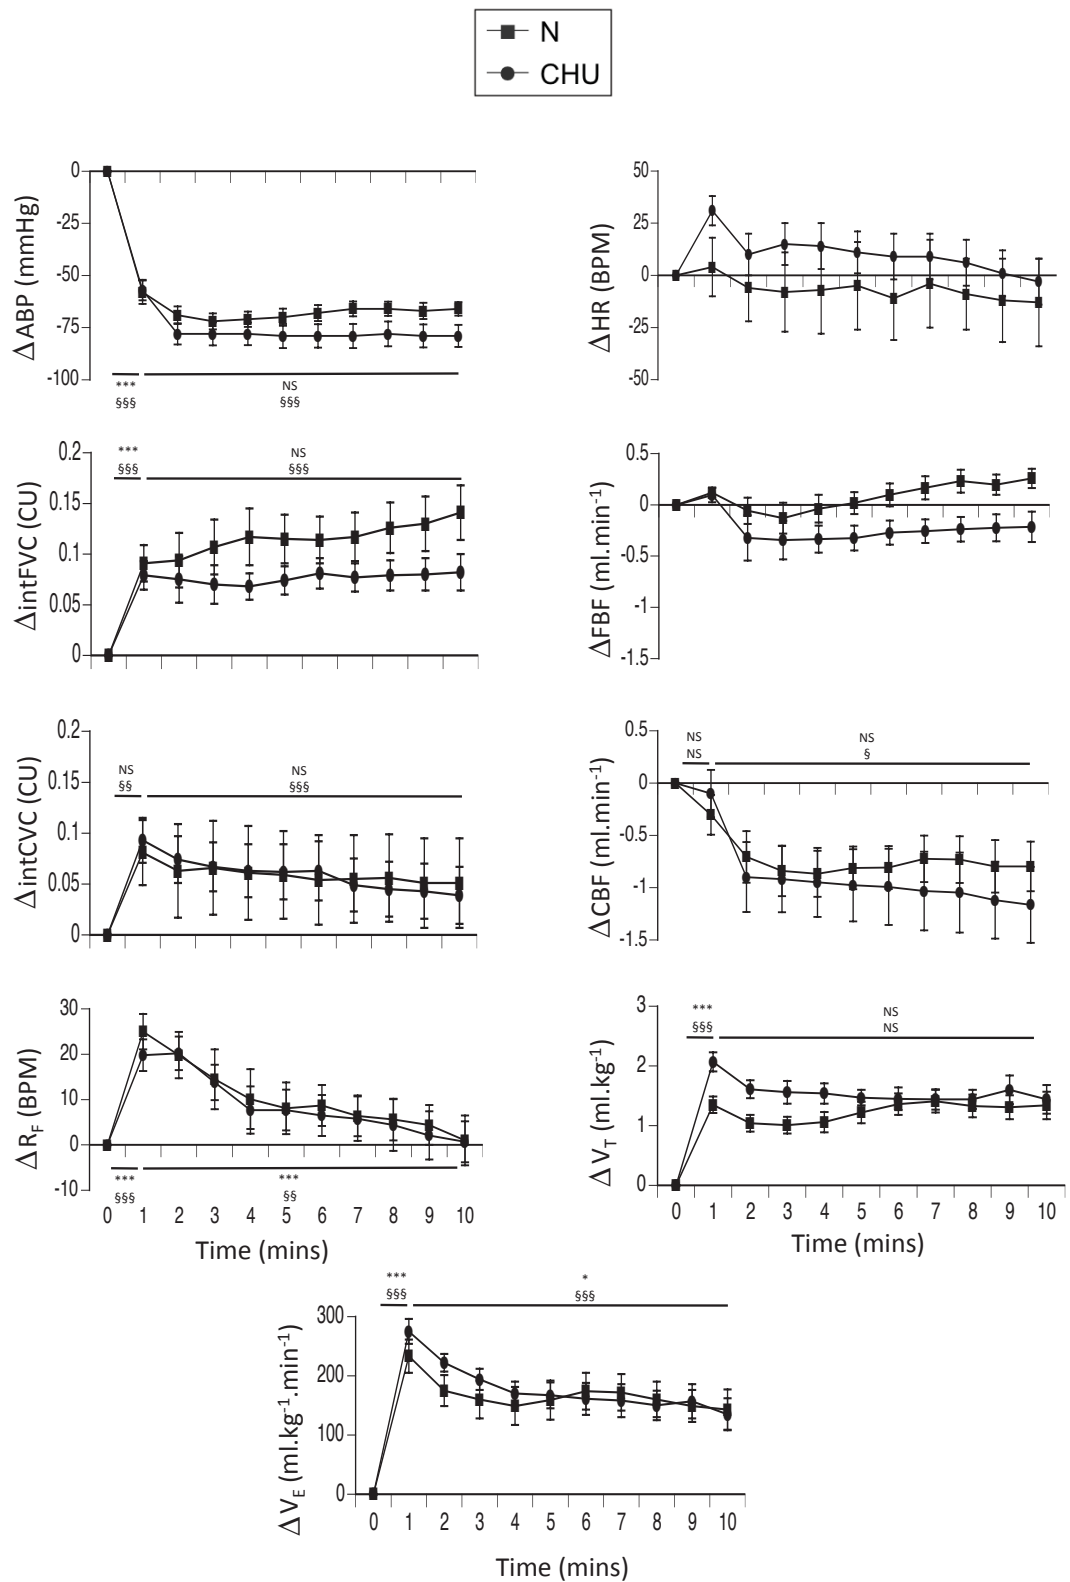 N
CHU
ΔABP (mmHg)
0
-25
-50
-75
-100
***
§§§
NS
§§§
ΔHR (BPM)
50
25
0
-25
-50
ΔintFVC (CU)
0.2
0.15
0.1
0.05
0
***
§§§
NS
§§§
ΔFBF (ml.min⁻¹)
0.5
0
-0.5
-1
-1.5
ΔintCVC (CU)
0.2
0.15
0.1
0.05
0
NS
§§
NS
§§§
ΔCBF (ml.min⁻¹)
0.5
0
-0.5
-1
-1.5
NS
NS
NS
§
ΔR_F (BPM)
30
20
10
0
-10
***
§§§
***
§§
0 1 2 3 4 5 6 7 8 9 10
Time (mins)
ΔV_T (ml.kg⁻¹)
3
2
1
0
***
§§§
NS
NS
0 1 2 3 4 5 6 7 8 9 10
Time (mins)
ΔV_E (ml.kg⁻¹.min⁻¹)
300
200
100
0
***
§§§
*
§§§
0 1 2 3 4 5 6 7 8 9 10
Time (mins)